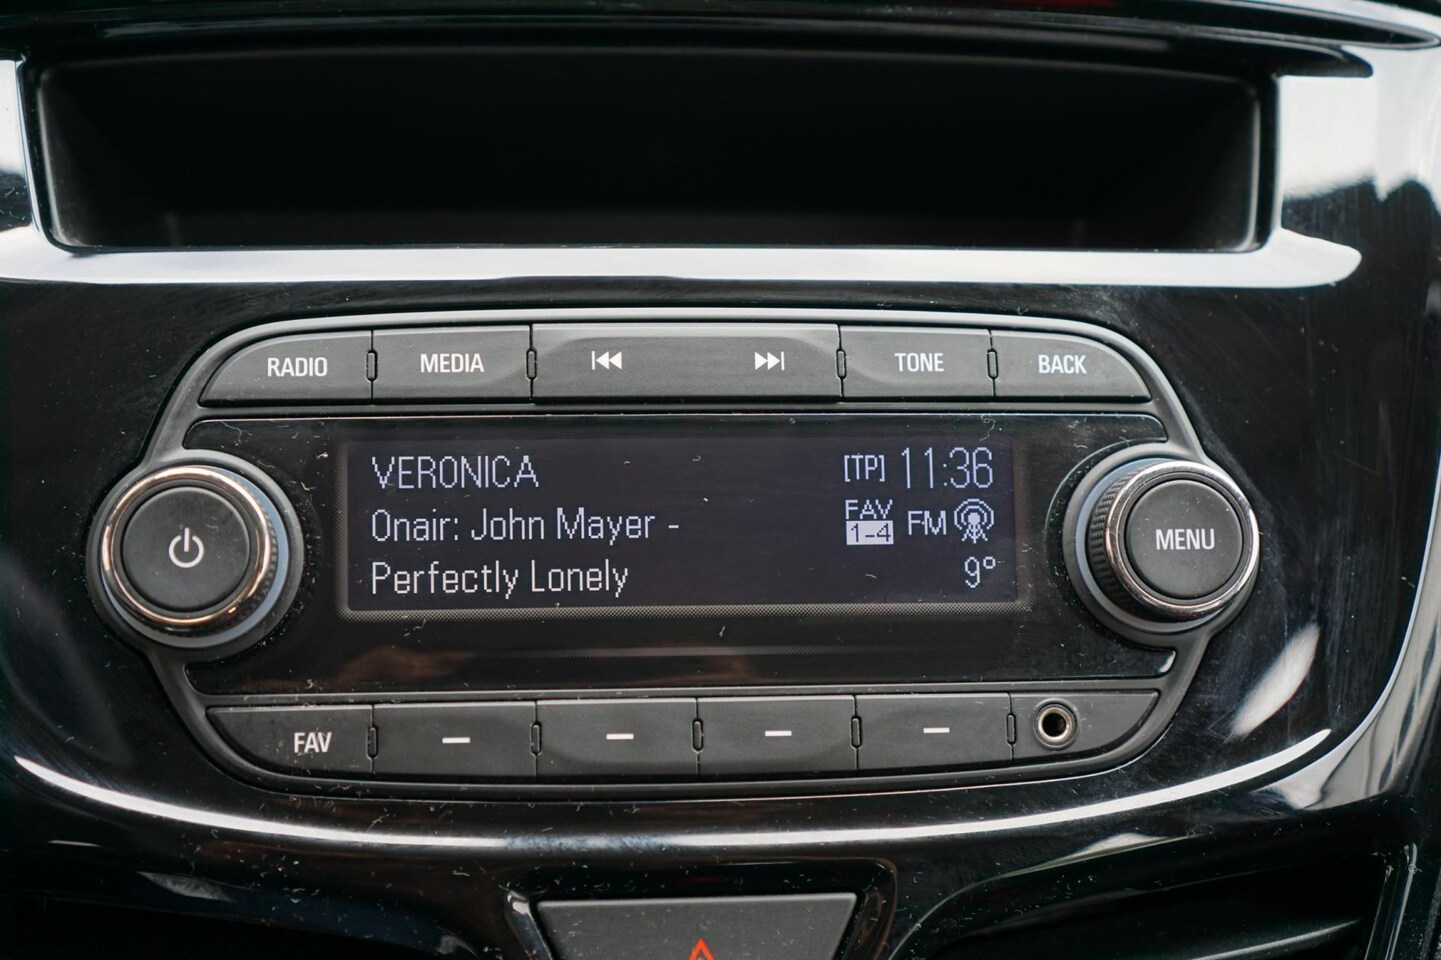 RADIO MEDIA TONE BACK
VERONICA [TP] 11:36
Onair: John Mayer - FAV 1-4 FM
Perfectly Lonely 9°
MENU
FAV